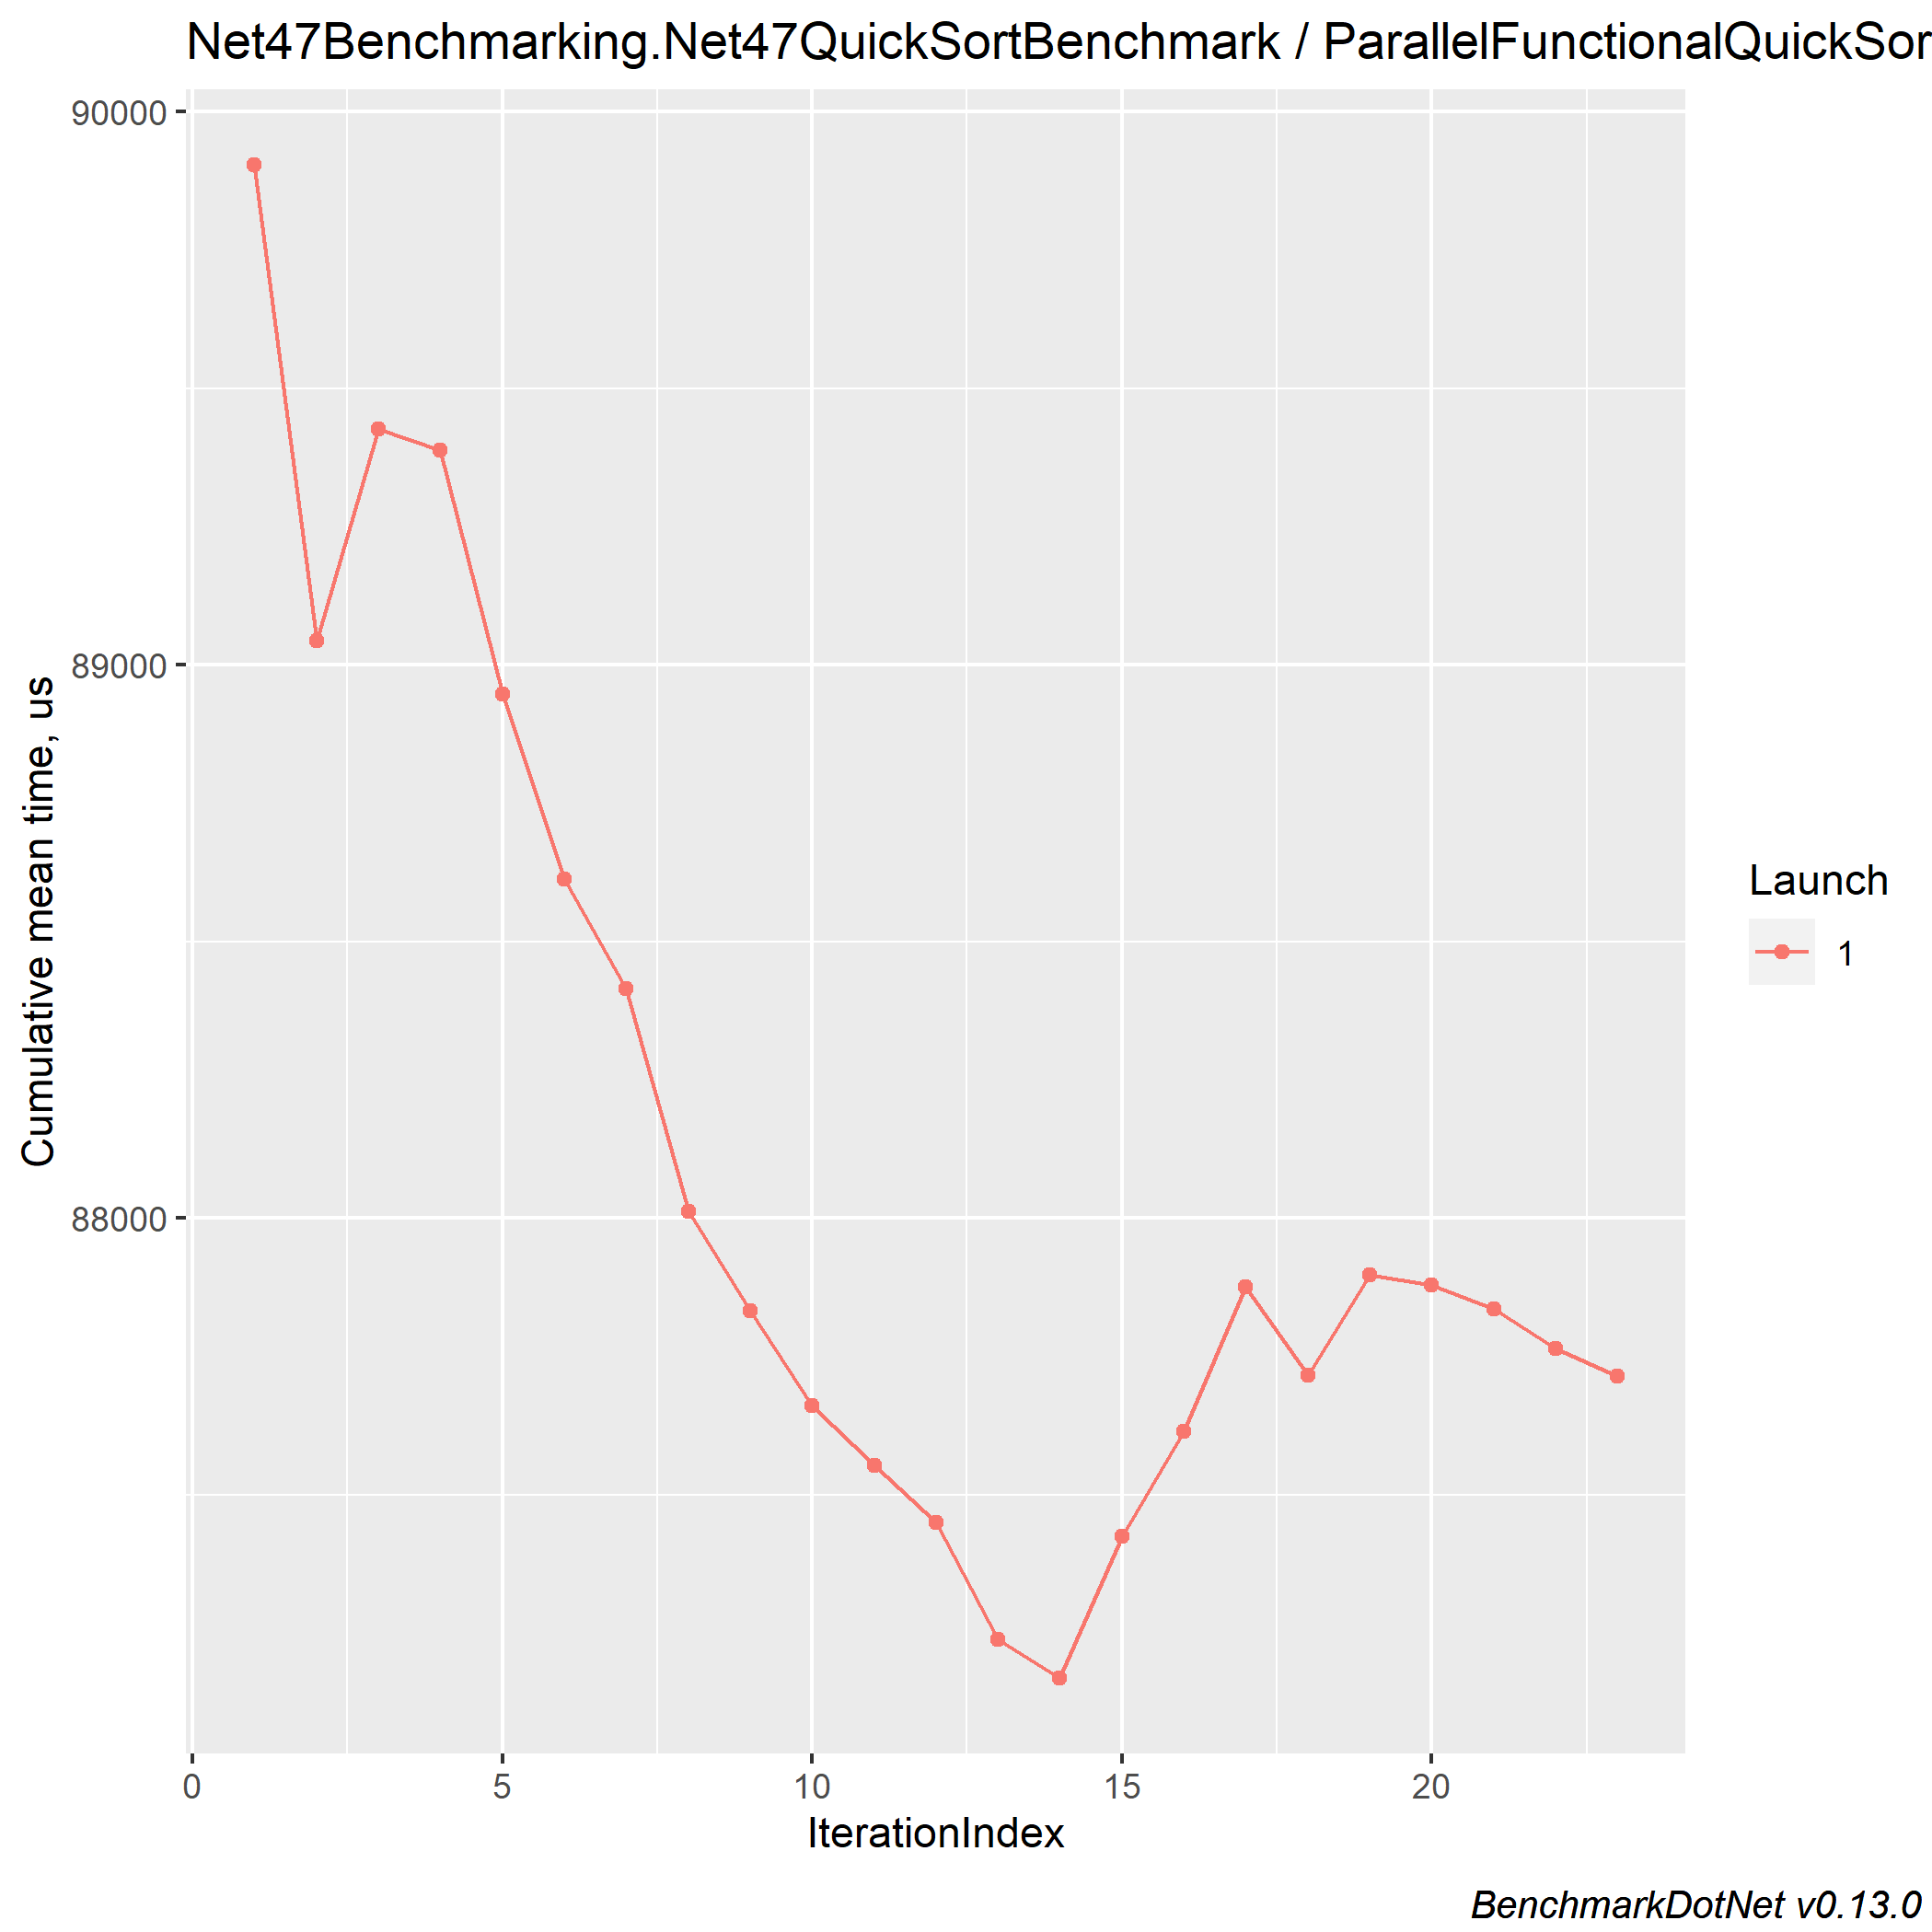 Net47Benchmarking.Net47QuickSortBenchmark / ParallelFunctionalQuickSor
90000
89000
88000
Cumulative mean time, us
0 5 10 15 20
IterationIndex
Launch
1
BenchmarkDotNet v0.13.0